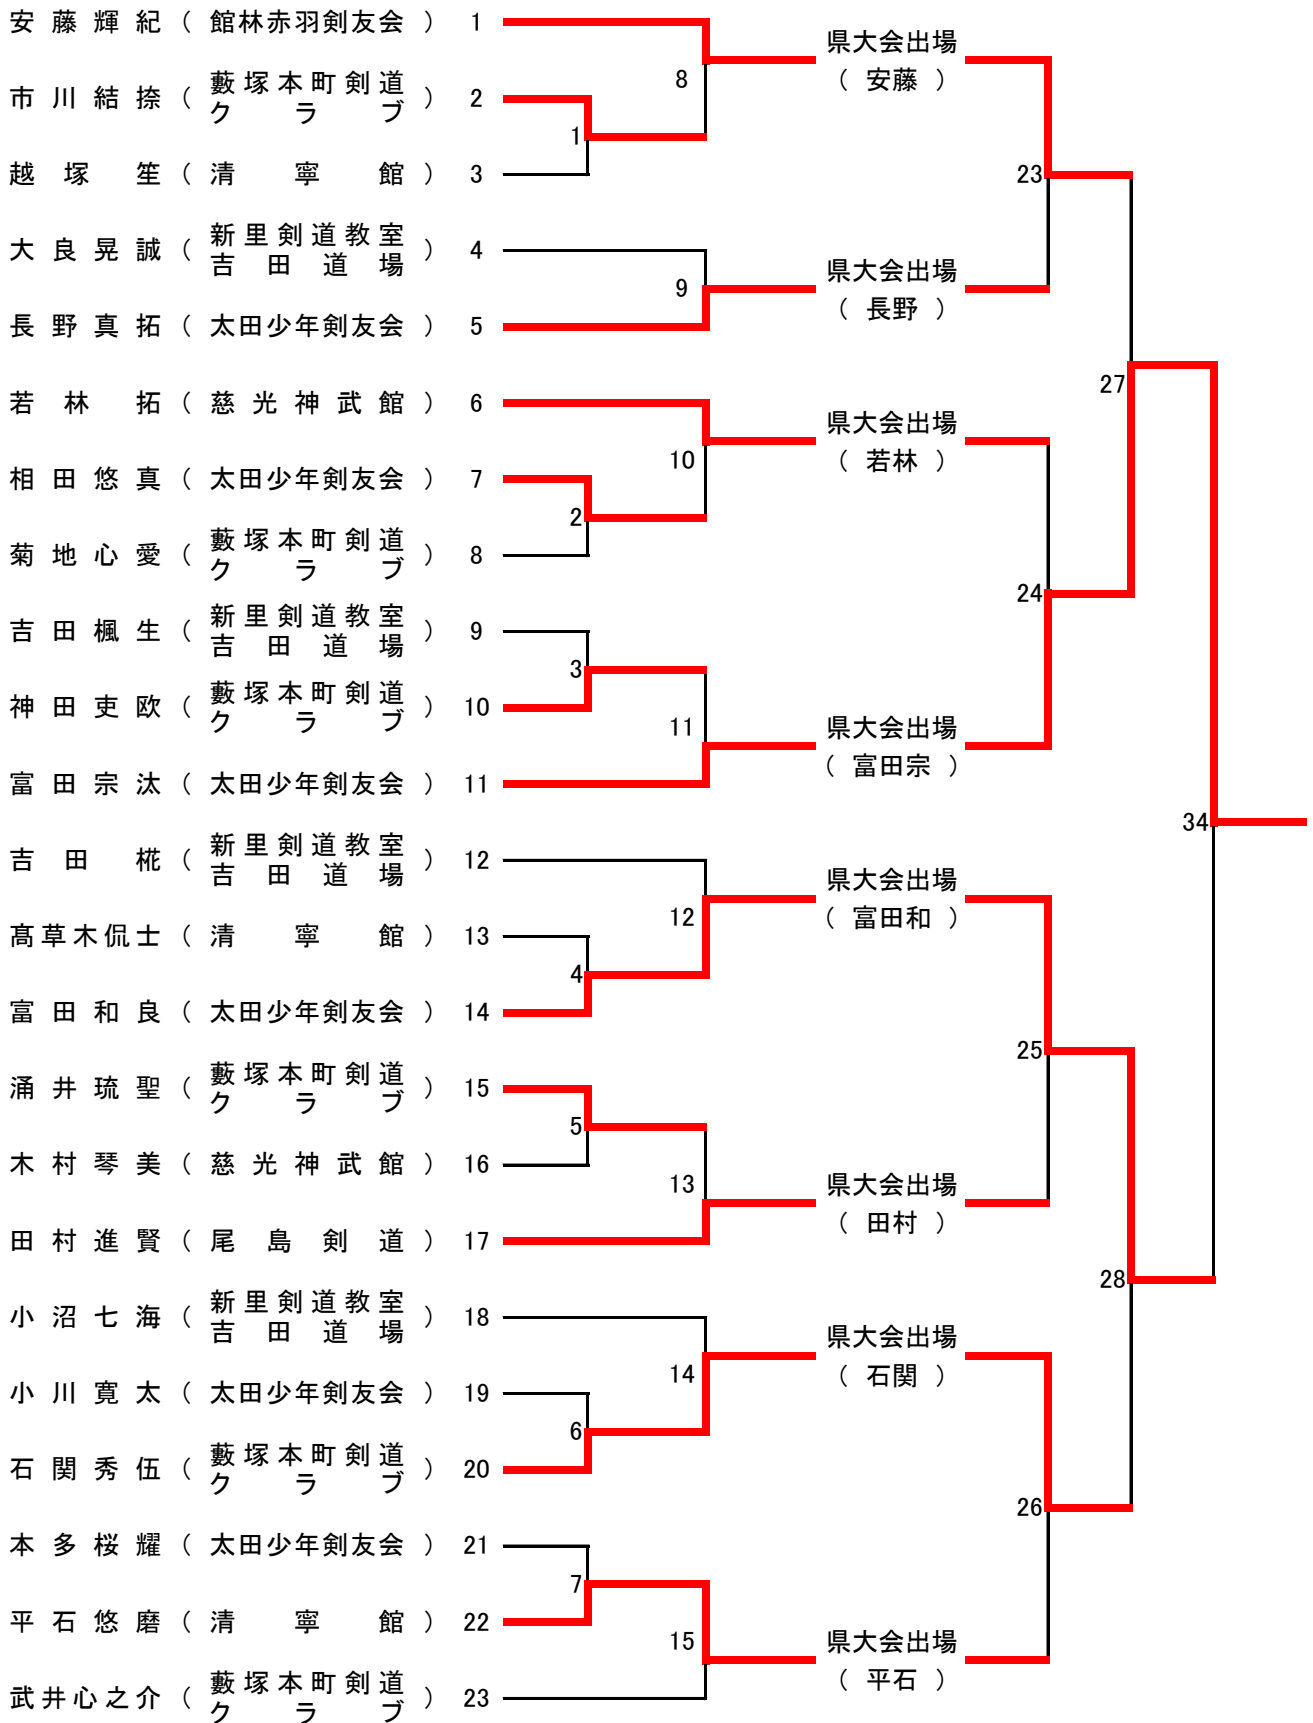 安藤輝紀（館林赤羽剣友会）1
市川結捺（藪塚本町剣道クラブ）2
越塚笙（清寧館）3
大良晃誠（新里剣道教室吉田道場）4
長野真拓（太田少年剣友会）5
若林拓（慈光神武館）6
相田悠真（太田少年剣友会）7
菊地心愛（藪塚本町剣道クラブ）8
吉田楓生（新里剣道教室吉田道場）9
神田吏欧（藪塚本町剣道クラブ）10
富田宗汰（太田少年剣友会）11
吉田椛（新里剣道教室吉田道場）12
髙草木侃士（清寧館）13
富田和良（太田少年剣友会）14
涌井琉聖（藪塚本町剣道クラブ）15
木村琴美（慈光神武館）16
田村進賢（尾島剣道）17
小沼七海（新里剣道教室吉田道場）18
小川寛太（太田少年剣友会）19
石関秀伍（藪塚本町剣道クラブ）20
本多桜耀（太田少年剣友会）21
平石悠磨（清寧館）22
武井心之介（藪塚本町剣道クラブ）23
1
2
3
4
5
6
7
8
9
10
11
12
13
14
15
県大会出場
（安藤）
県大会出場
（長野）
県大会出場
（若林）
県大会出場
（富田宗）
県大会出場
（富田和）
県大会出場
（田村）
県大会出場
（石関）
県大会出場
（平石）
23
24
25
26
27
28
34